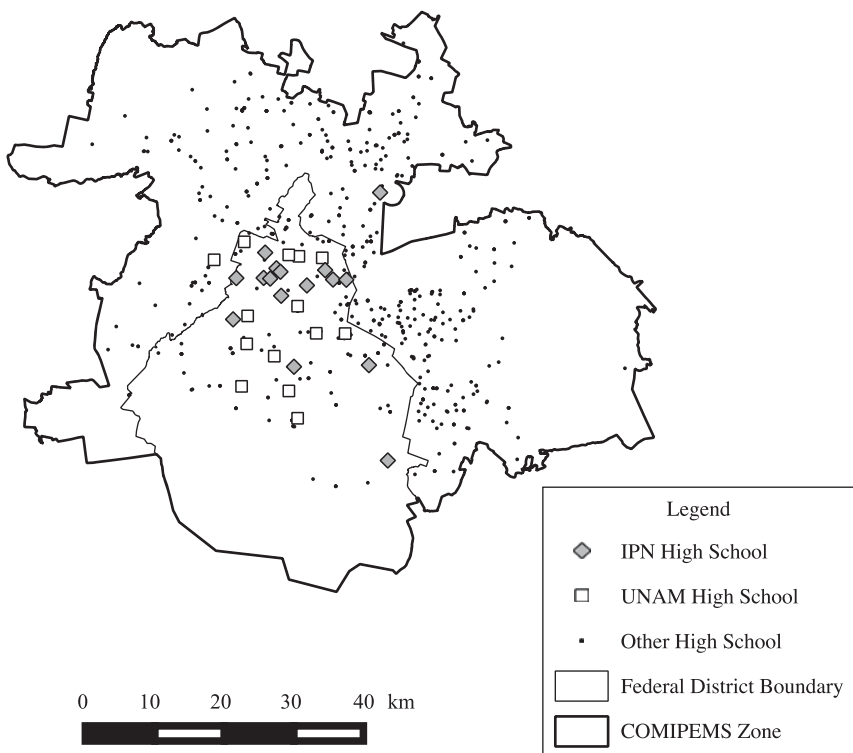 Legend
IPN High School
UNAM High School
Other High School
Federal District Boundary
COMIPEMS Zone
0 10 20 30 40 km